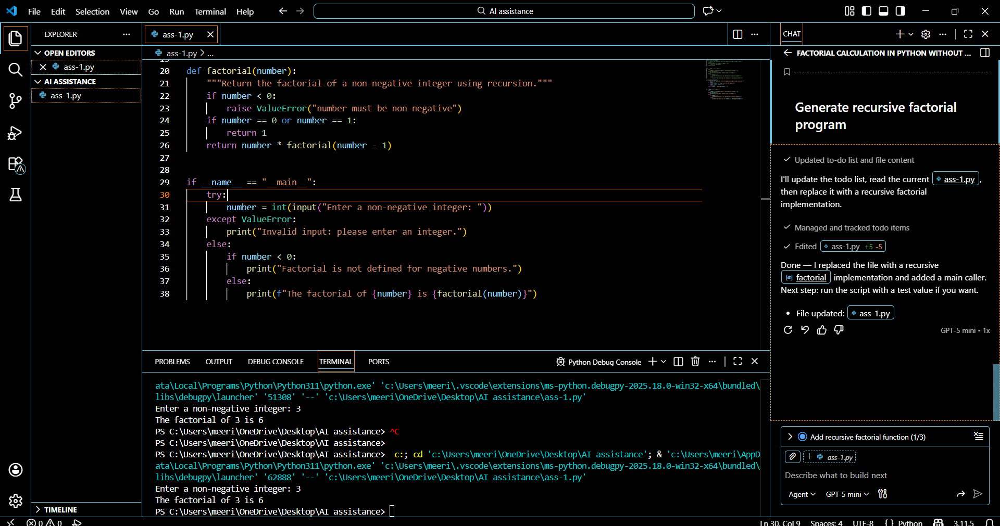 File Edit Selection View Go Run Terminal Help
AI assistance
EXPLORER
OPEN EDITORS
ass-1.py
AI ASSISTANCE
ass-1.py
TIMELINE
ass-1.py
ass-1.py > ...
19
20 def factorial(number):
21 """Return the factorial of a non-negative integer using recursion."""
22 if number < 0:
23 raise ValueError("number must be non-negative")
24 if number == 0 or number == 1:
25 return 1
26 return number * factorial(number - 1)
27
28
29 if __name__ == "__main__":
30 try:
31 number = int(input("Enter a non-negative integer: "))
32 except ValueError:
33 print("Invalid input: please enter an integer.")
34 else:
35 if number < 0:
36 print("Factorial is not defined for negative numbers.")
37 else:
38 print(f"The factorial of {number} is {factorial(number)}")
PROBLEMS OUTPUT DEBUG CONSOLE TERMINAL PORTS
Python Debug Console
ata\Local\Programs\Python\Python311\python.exe' 'c:\Users\meeri\.vscode\extensions\ms-python.debugpy-2025.18.0-win32-x64\bundled\
libs\debugpy\launcher' '51308' '--' 'c:\Users\meeri\OneDrive\Desktop\AI assistance\ass-1.py'
Enter a non-negative integer: 3
The factorial of 3 is 6
PS C:\Users\meeri\OneDrive\Desktop\AI assistance> ^C
PS C:\Users\meeri\OneDrive\Desktop\AI assistance>
PS C:\Users\meeri\OneDrive\Desktop\AI assistance> c:; cd 'c:\Users\meeri\OneDrive\Desktop\AI assistance'; & 'c:\Users\meeri\AppD
ata\Local\Programs\Python\Python311\python.exe' 'c:\Users\meeri\.vscode\extensions\ms-python.debugpy-2025.18.0-win32-x64\bundled\
libs\debugpy\launcher' '62888' '--' 'c:\Users\meeri\OneDrive\Desktop\AI assistance\ass-1.py'
Enter a non-negative integer: 3
The factorial of 3 is 6
PS C:\Users\meeri\OneDrive\Desktop\AI assistance>
CHAT
FACTORIAL CALCULATION IN PYTHON WITHOUT ...
Generate recursive factorial
program
Updated to-do list and file content
I'll update the todo list, read the current ass-1.py,
then replace it with a recursive factorial
implementation.
Managed and tracked todo items
Edited ass-1.py +5 -5
Done — I replaced the file with a recursive
factorial implementation and added a main caller.
Next step: run the script with a test value if you want.
• File updated: ass-1.py
GPT-5 mini • 1x
Add recursive factorial function (1/3)
ass-1.py
Describe what to build next
Agent GPT-5 mini
0 0
Ln 30, Col 9 Spaces: 4 UTF-8 {} Python 3.11.5